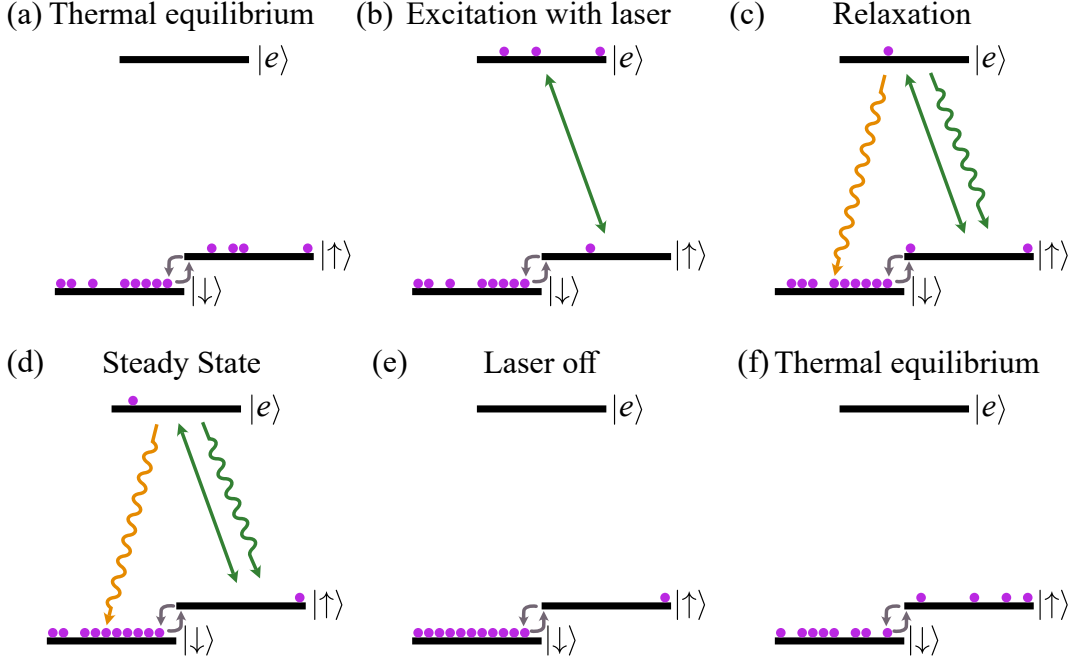 (a) Thermal equilibrium
|e⟩
|↑⟩
|↓⟩
(b) Excitation with laser
|e⟩
|↑⟩
|↓⟩
(c) Relaxation
|e⟩
|↑⟩
|↓⟩
(d) Steady State
|e⟩
|↑⟩
|↓⟩
(e) Laser off
|e⟩
|↑⟩
|↓⟩
(f) Thermal equilibrium
|e⟩
|↑⟩
|↓⟩